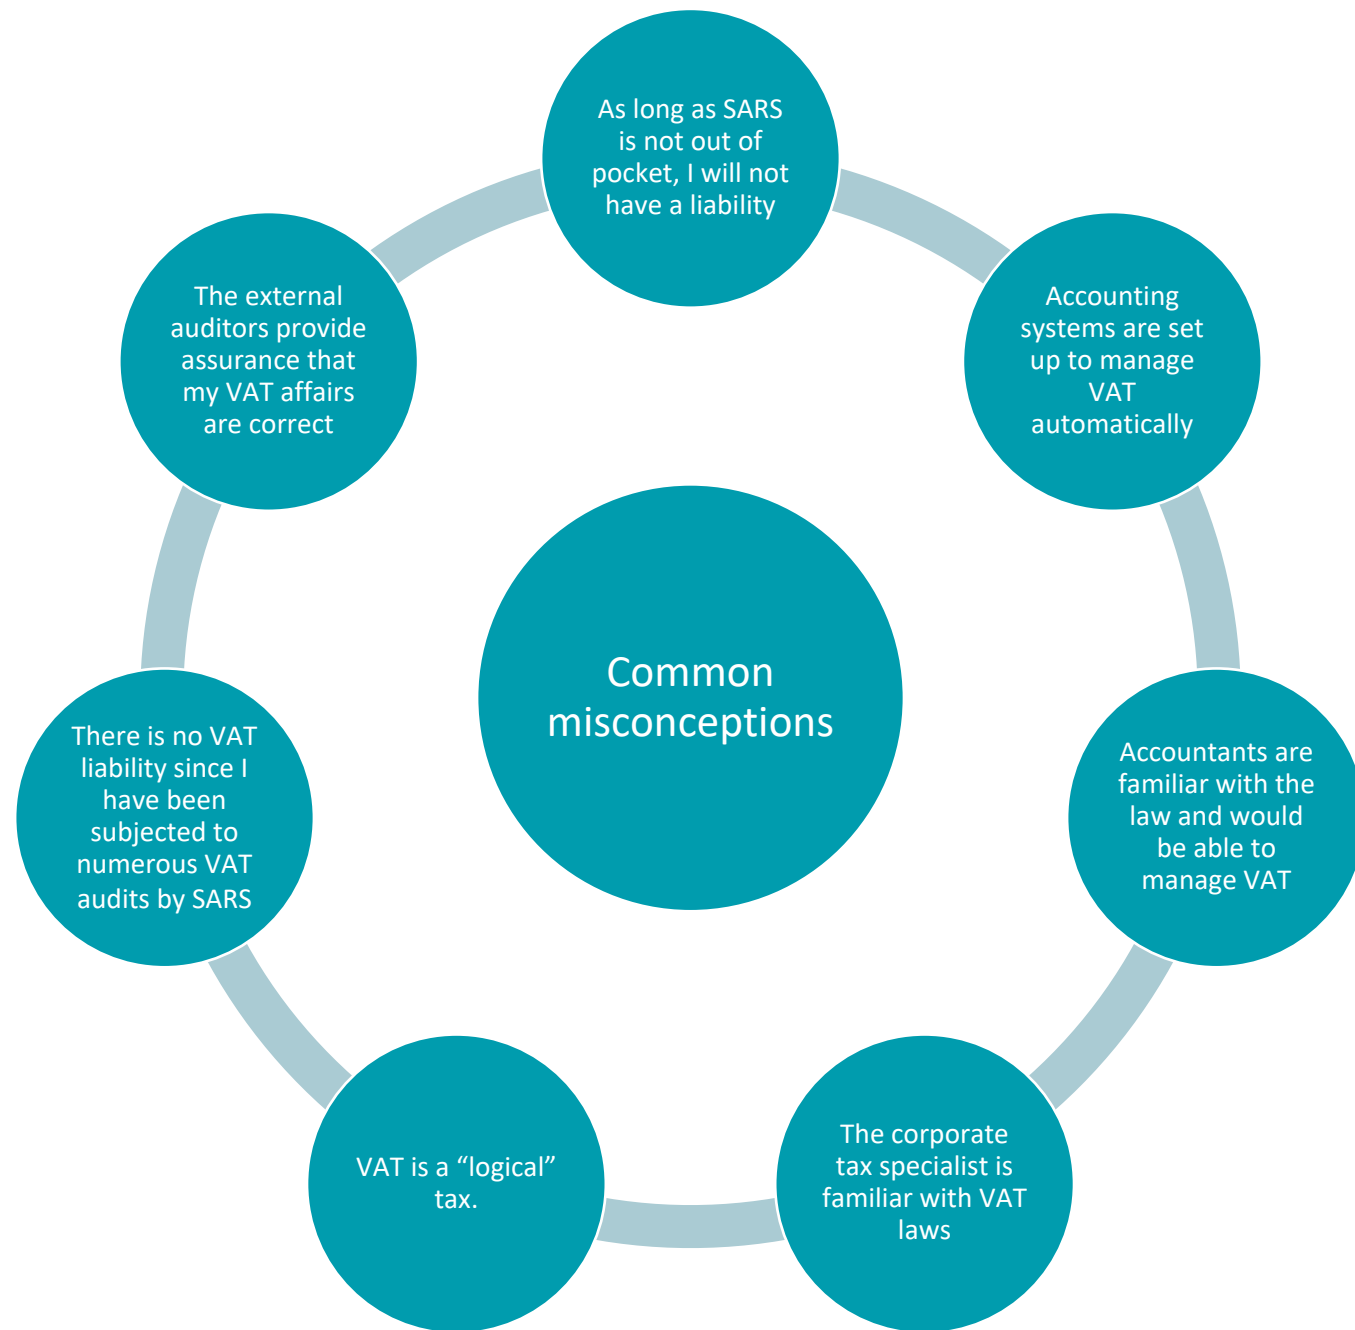 As long as SARS
is not out of
pocket, I will not
have a liability
Accounting
systems are set
up to manage
VAT
automatically
Accountants are
familiar with the
law and would
be able to
manage VAT
The corporate
tax specialist is
familiar with VAT
laws
VAT is a “logical”
tax.
There is no VAT
liability since I
have been
subjected to
numerous VAT
audits by SARS
The external
auditors provide
assurance that
my VAT affairs
are correct
Common
misconceptions